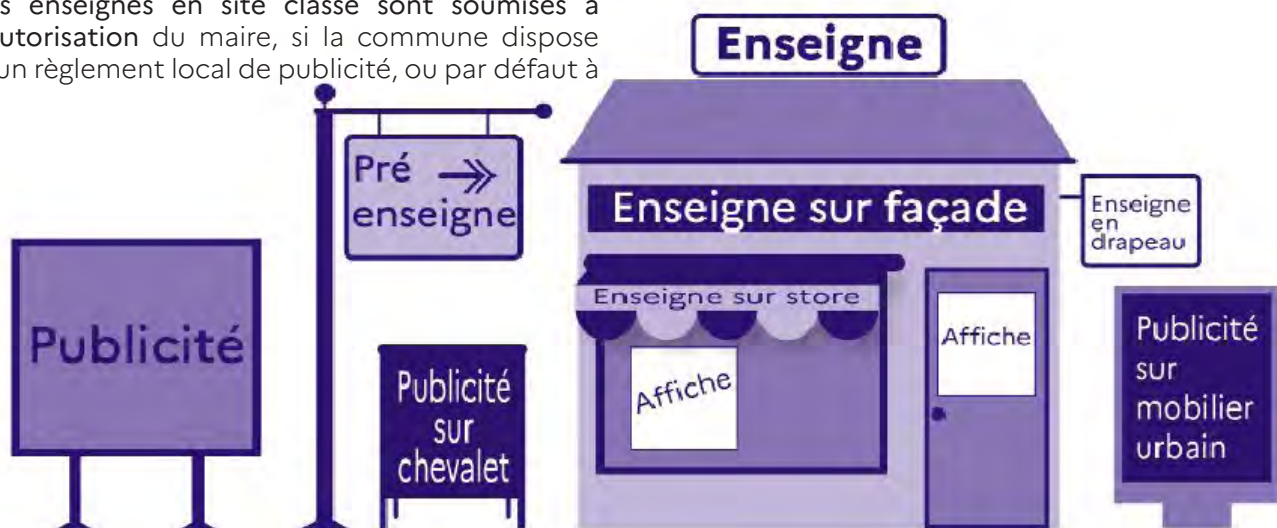 s enseignes en site classé sont soumises à
utorisation du maire, si la commune dispose
un règlement local de publicité, ou par défaut à
Enseigne
Pré
enseigne
Enseigne sur façade
Enseigne
en
drapeau
Publicité
Enseigne sur store
Affiche
Affiche
Publicité
sur
chevalet
Publicité
sur
mobilier
urbain